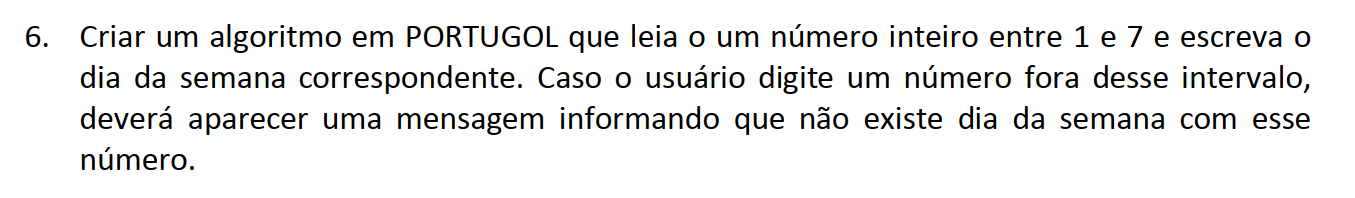 6. Criar um algoritmo em PORTUGOL que leia o um número inteiro entre 1 e 7 e escreva o
dia da semana correspondente. Caso o usuário digite um número fora desse intervalo,
deverá aparecer uma mensagem informando que não existe dia da semana com esse
número.